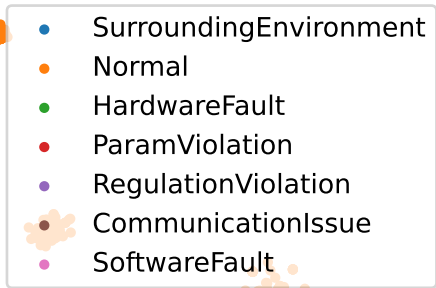 SurroundingEnvironment
Normal
HardwareFault
ParamViolation
RegulationViolation
CommunicationIssue
SoftwareFault